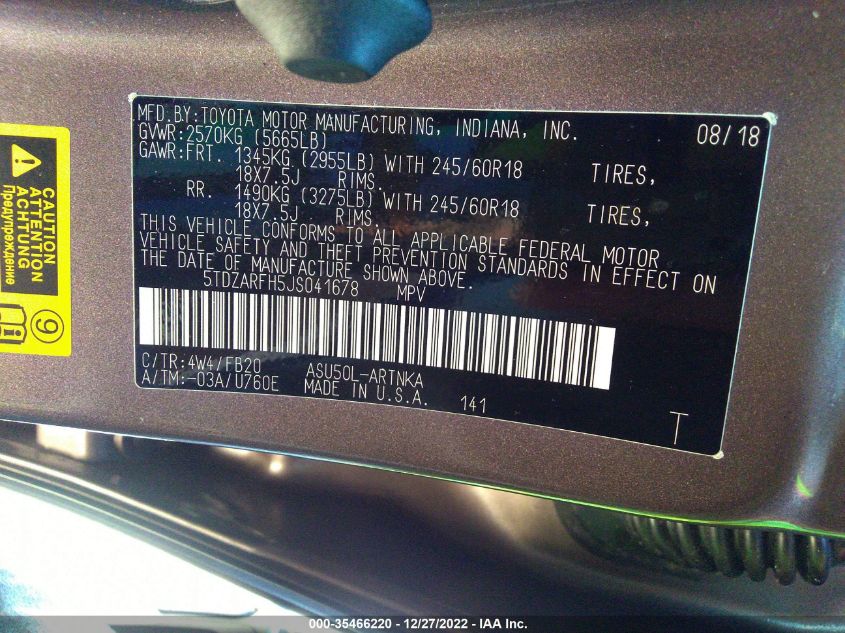 MFD.BY:TOYOTA MOTOR MANUFACTURING, INDIANA, INC. 08/18
GVWR:2570KG (5665LB)
GAWR:FRT. 1345KG (2955LB) WITH 245/60R18 TIRES,
18X7.5J RIMS.
RR. 1490KG (3275LB) WITH 245/60R18 TIRES,
18X7.5J RIMS.
THIS VEHICLE CONFORMS TO ALL APPLICABLE FEDERAL MOTOR
VEHICLE SAFETY AND THEFT PREVENTION STANDARDS IN EFFECT ON
THE DATE OF MANUFACTURE SHOWN ABOVE.
5TDZARFH5JS041678 MPV
C/TR:4W4/FB20 ASU50L-ARTNKA
A/TM:-03A/U760E MADE IN U.S.A. 141
T
CAUTION
ATTENTION
ACHTUNG
Предупреждение
9
000-35466220 - 12/27/2022 - IAA Inc.